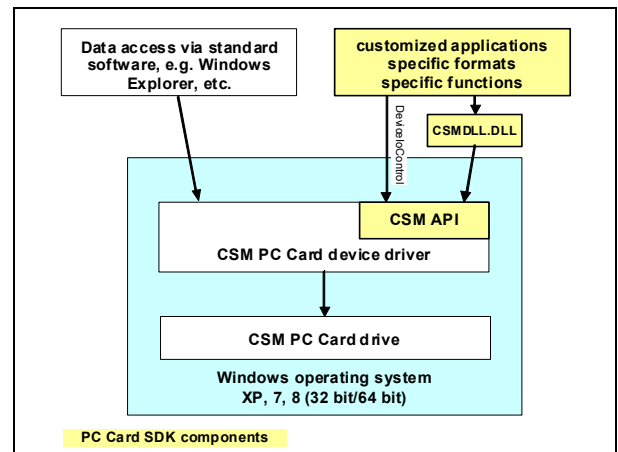 Data access via standard
software, e.g. Windows
Explorer, etc.
customized applications
specific formats
specific functions
DeviceIoControl
CSMDLL.DLL
CSM API
CSM PC Card device driver
CSM PC Card drive
Windows operating system
XP, 7, 8 (32 bit/64 bit)
PC Card SDK components